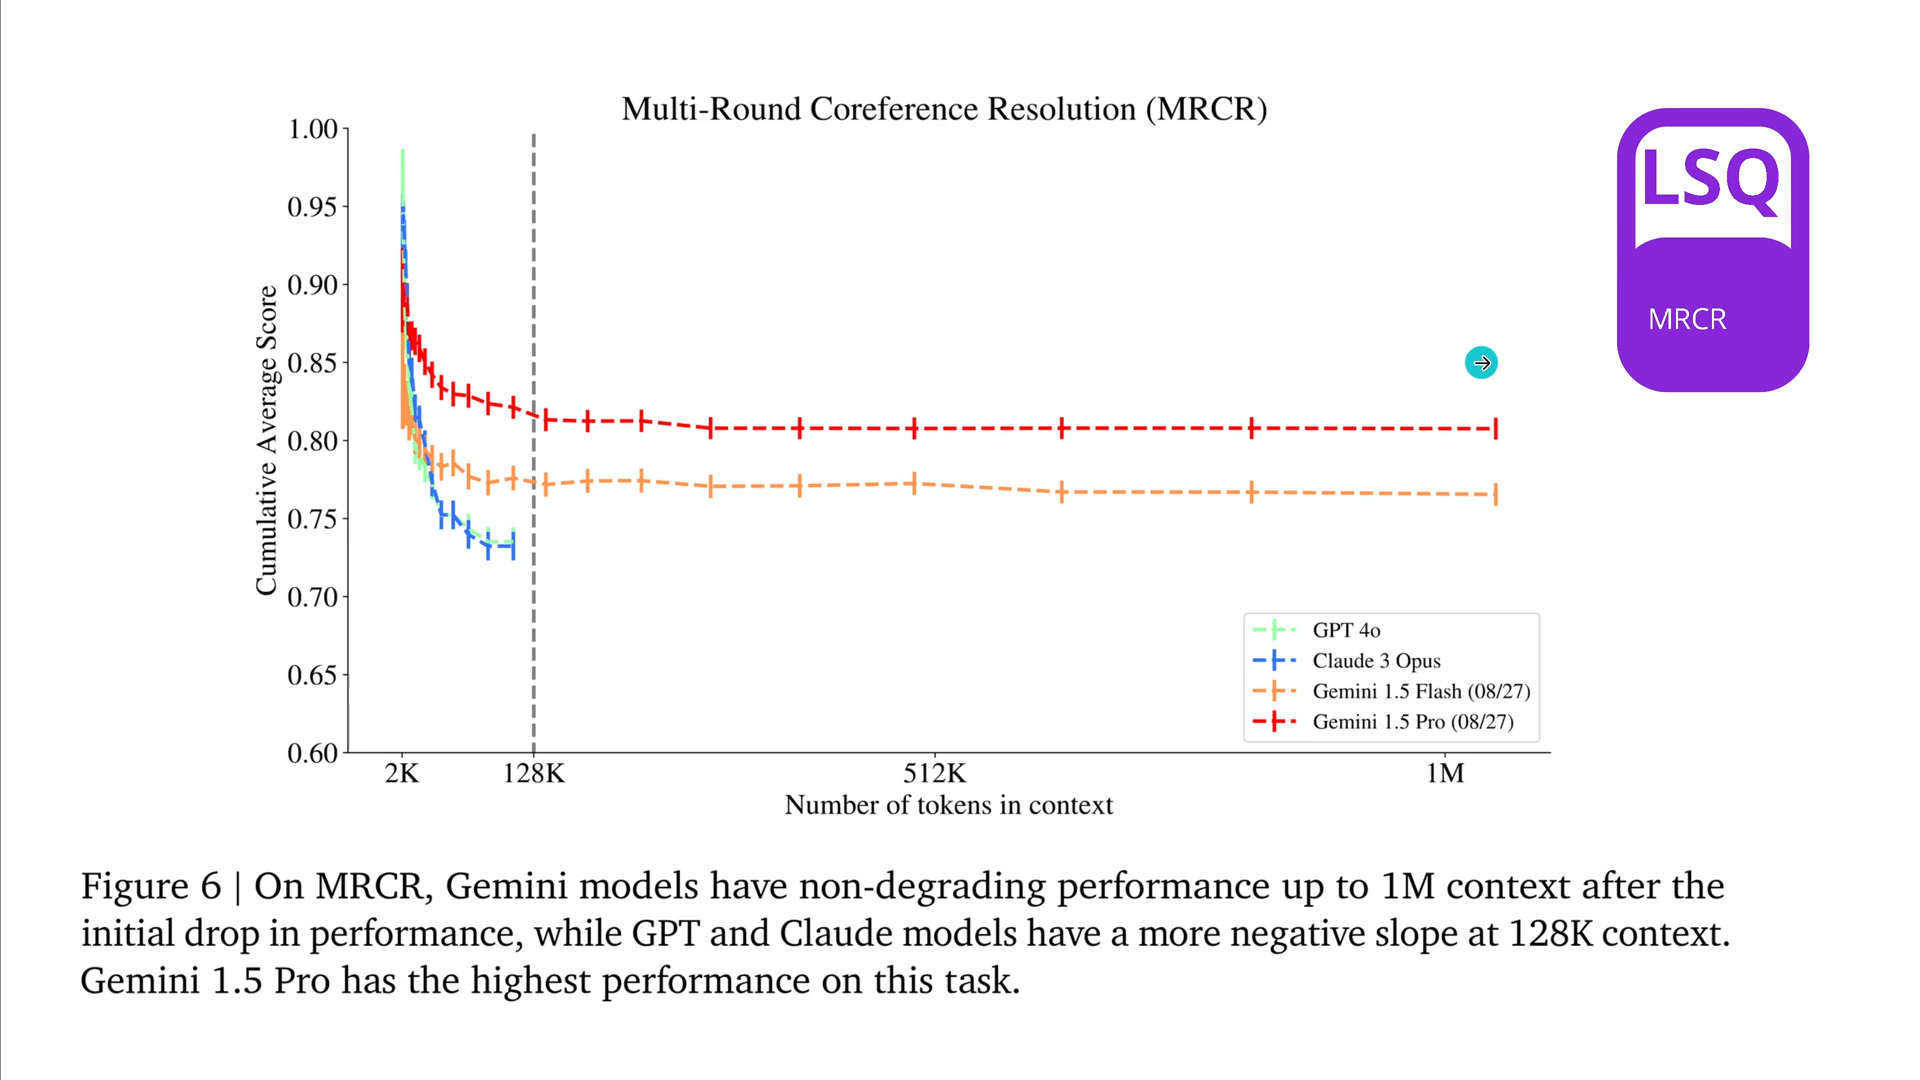 Multi-Round Coreference Resolution (MRCR)
1.00
0.95
0.90
0.85
0.80
0.75
0.70
0.65
0.60
Cumulative Average Score
2K 128K 512K 1M
Number of tokens in context
GPT 4o
Claude 3 Opus
Gemini 1.5 Flash (08/27)
Gemini 1.5 Pro (08/27)
LSQ
MRCR
Figure 6 | On MRCR, Gemini models have non-degrading performance up to 1M context after the
initial drop in performance, while GPT and Claude models have a more negative slope at 128K context.
Gemini 1.5 Pro has the highest performance on this task.